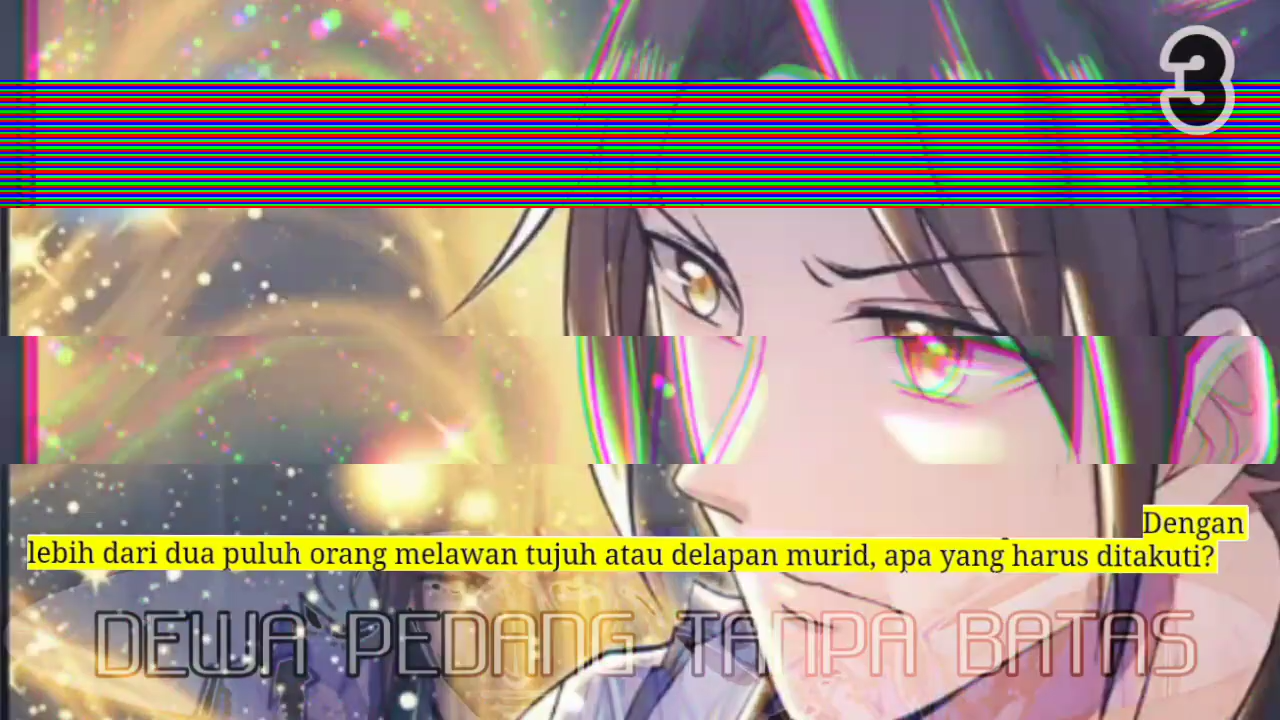 3
Dengan
lebih dari dua puluh orang melawan tujuh atau delapan murid, apa yang harus ditakuti?
DEWA PEDANG TANPA BATAS